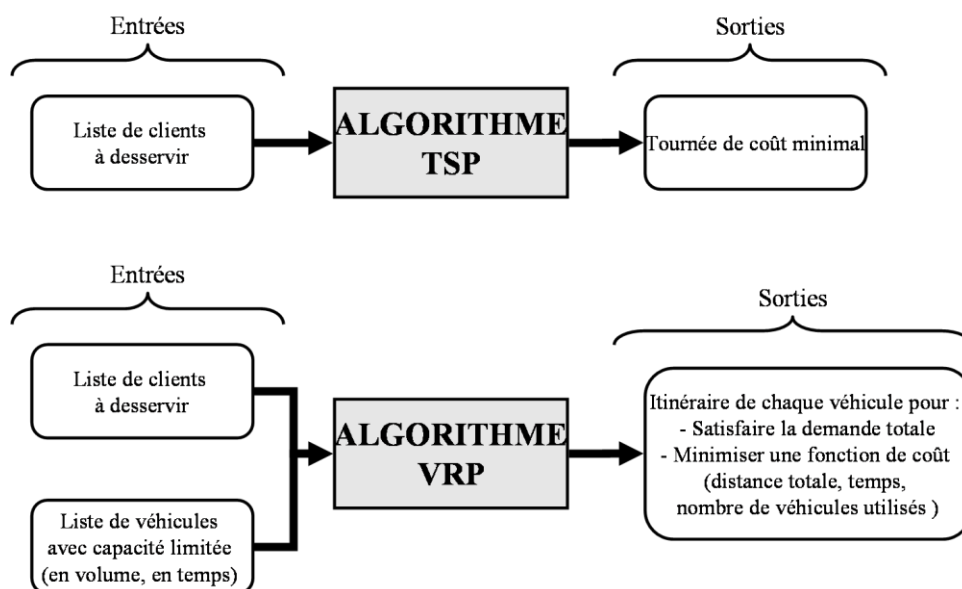 Entrées
Sorties
Liste de clients
à desservir
ALGORITHME
TSP
Tournée de coût minimal
Entrées
Sorties
Liste de clients
à desservir
Liste de véhicules
avec capacité limitée
(en volume, en temps)
ALGORITHME
VRP
Itinéraire de chaque véhicule pour :
- Satisfaire la demande totale
- Minimiser une fonction de coût
(distance totale, temps,
nombre de véhicules utilisés )